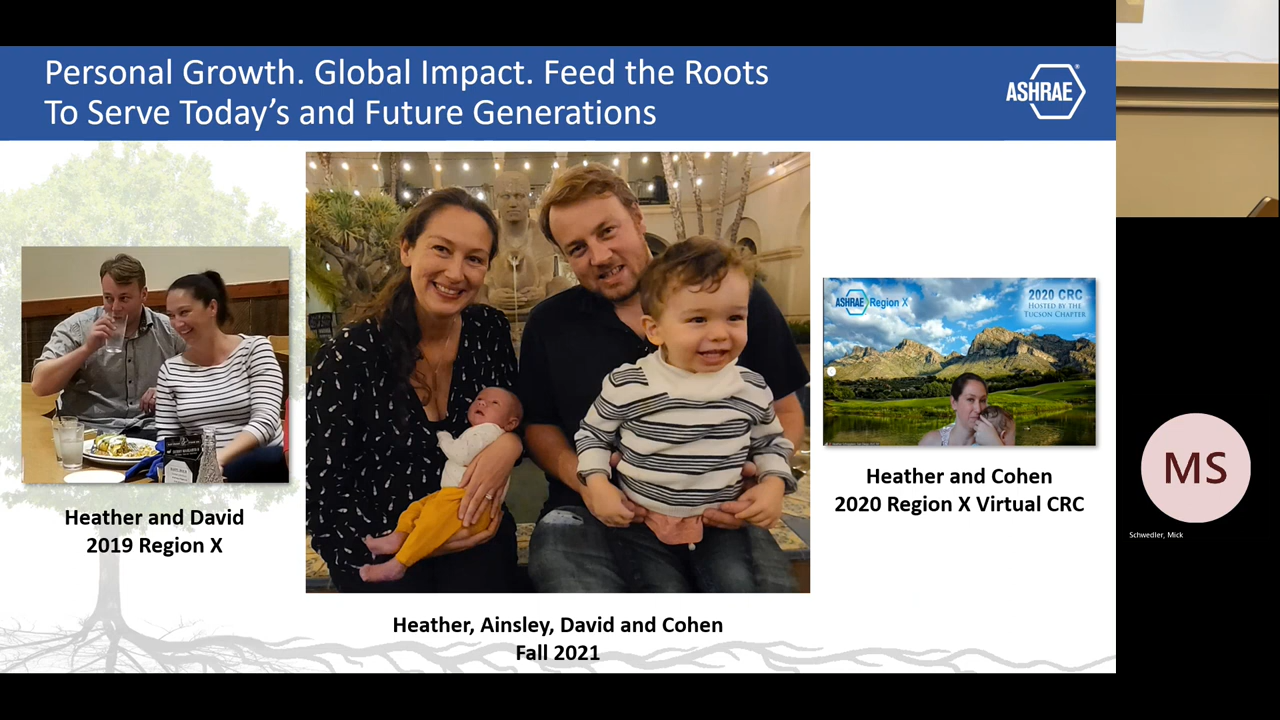 Personal Growth. Global Impact. Feed the Roots
To Serve Today's and Future Generations
ASHRAE
Heather and David
2019 Region X
Heather, Ainsley, David and Cohen
Fall 2021
ASHRAE Region X
2020 CRC
HOSTED BY THE
TUCSON CHAPTER
Heather and Cohen
2020 Region X Virtual CRC
MS
Schwedler, Mick